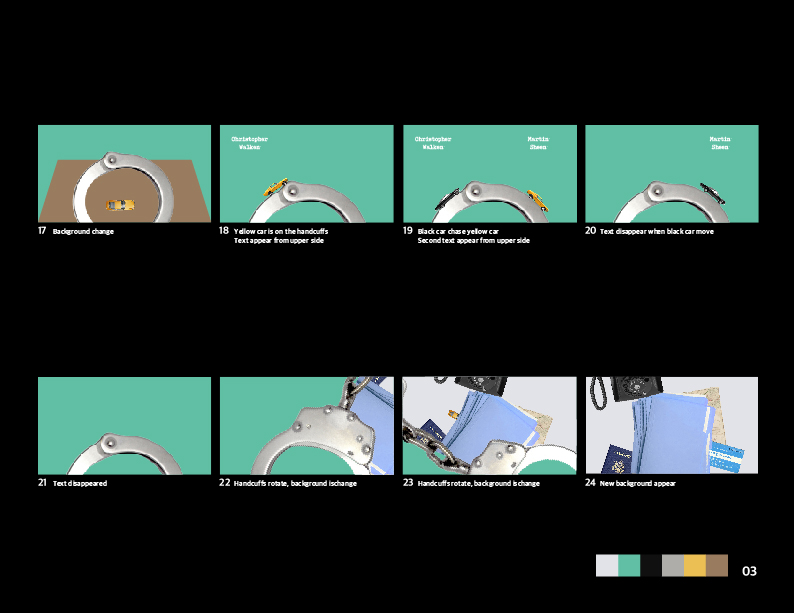 Christopher
Walken
Christopher
Walken
Martin
Sheen
Martin
Sheen
17 Background change
18 Yellow car is on the handcuffs
Text appear from upper side
19 Black car chase yellow car
Second text appear from upper side
20 Text disappear when black car move
21 Text disappeared
22 Handcuffs rotate, background is change
23 Handcuffs rotate, background is change
24 New background appear
03